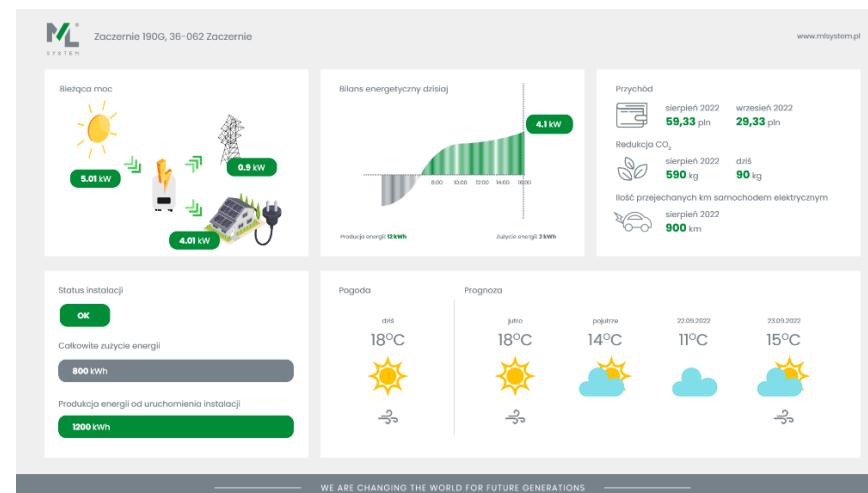 ML
SYSTEM
Zaczernie 190G, 36-062 Zaczernie
www.mlsystem.pl
Bieżąca moc
5.01 kW
0.9 kW
4.01 kW
Bilans energetyczny dzisiaj
4.1 kW
8:00 10:00 12:00 14:00 16:00
Produkcja energii: 12 kWh
Zużycie energii: 3 kWh
Przychód
sierpień 2022
59,33 pln
wrzesień 2022
29,33 pln
Redukcja CO₂
sierpień 2022
590 kg
dziś
90 kg
Ilość przejechanych km samochodem elektrycznym
sierpień 2022
900 km
Status instalacji
OK
Całkowite zużycie energii
800 kWh
Produkcja energii od uruchomienia instalacji
1200 kWh
Pogoda
dziś
18°C
Prognoza
jutro
18°C
pojutrze
14°C
22.09.2022
11°C
23.09.2022
15°C
WE ARE CHANGING THE WORLD FOR FUTURE GENERATIONS